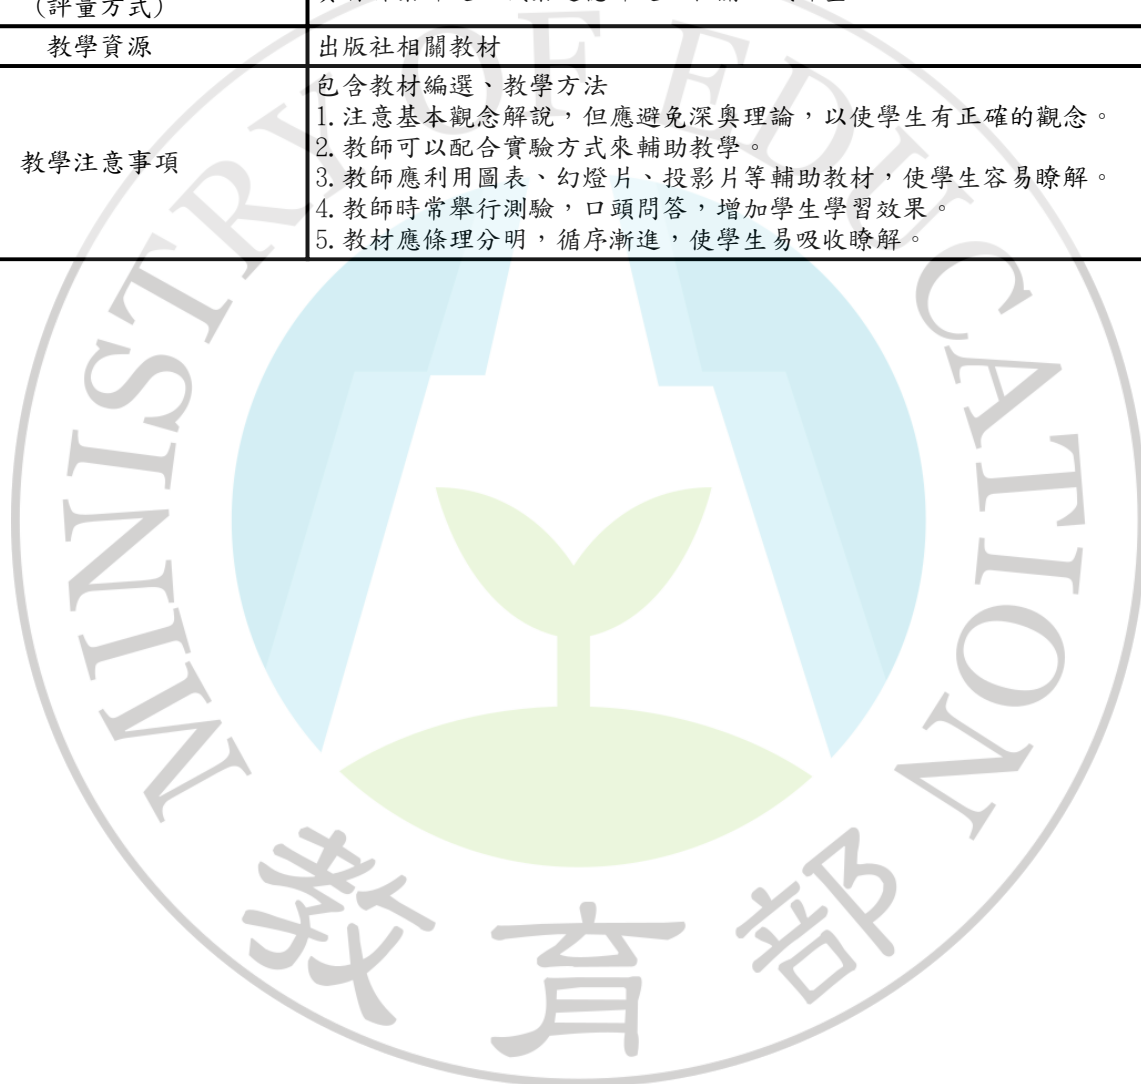 (評量方式)
教學資源
出版社相關教材
教學注意事項
包含教材編選、教學方法
1.注意基本觀念解說，但應避免深奧理論，以使學生有正確的觀念。
2.教師可以配合實驗方式來輔助教學。
3.教師應利用圖表、幻燈片、投影片等輔助教材，使學生容易瞭解。
4.教師時常舉行測驗，口頭問答，增加學生學習效果。
5.教材應條理分明，循序漸進，使學生易吸收瞭解。
MINISTRY OF EDUCATION
教育部